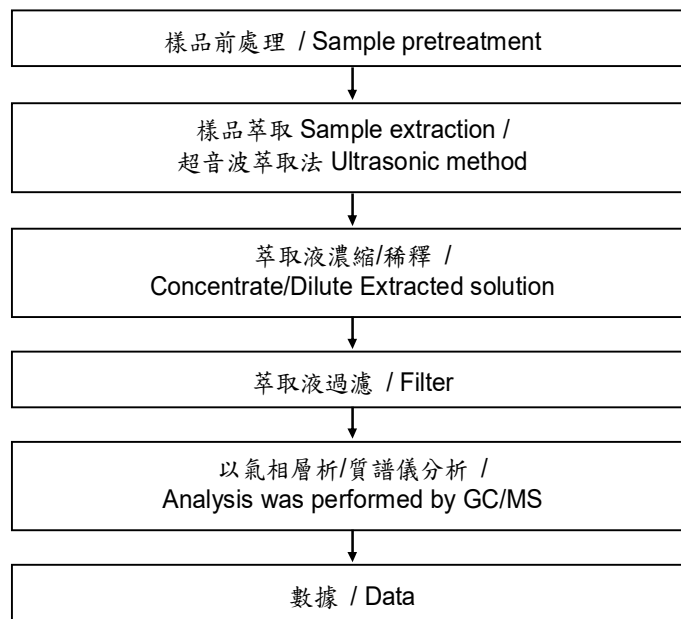 樣品前處理 / Sample pretreatment
樣品萃取 Sample extraction /
超音波萃取法 Ultrasonic method
萃取液濃縮/稀釋 /
Concentrate/Dilute Extracted solution
萃取液過濾 / Filter
以氣相層析/質譜儀分析 /
Analysis was performed by GC/MS
數據 / Data